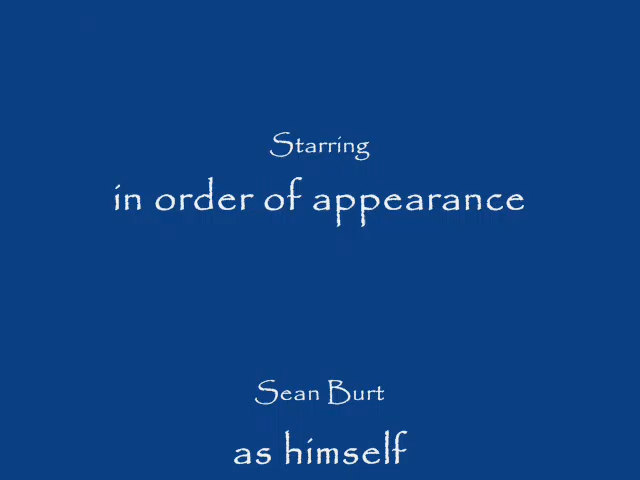 Starring
in order of appearance
Sean Burt
as himself